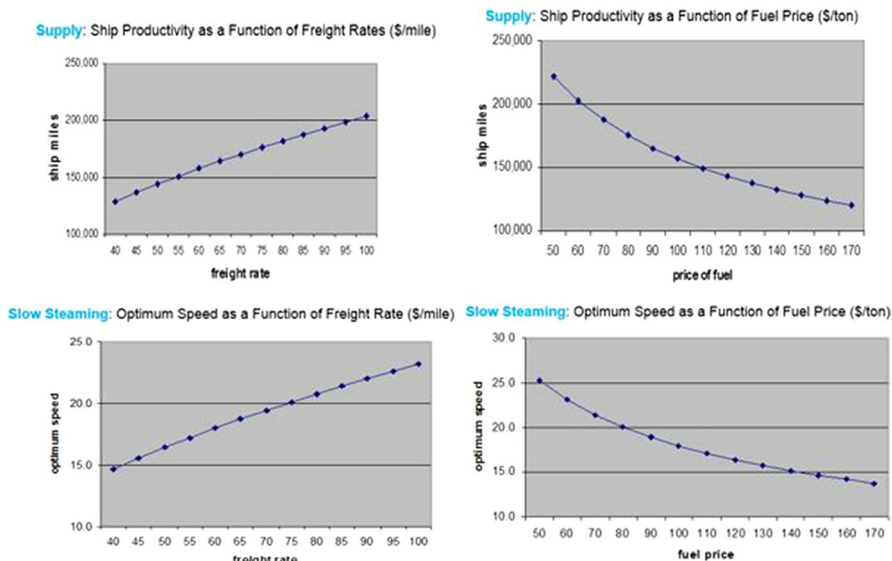 Supply: Ship Productivity as a Function of Freight Rates ($/mile)
250.000
200.000
150.000
100.000
ship miles
40 45 50 55 60 65 70 75 80 85 90 95 100
freight rate
Supply: Ship Productivity as a Function of Fuel Price ($/ton)
250,000
200,000
150,000
100,000
ship miles
50 60 70 80 90 100 110 120 130 140 150 160 170
price of fuel
Slow Steaming: Optimum Speed as a Function of Freight Rate ($/mile)
25.0
20.0
15.0
10.0
optimum speed
40 45 50 55 60 65 70 75 80 85 90 95 100
freight rate
Slow Steaming: Optimum Speed as a Function of Fuel Price ($/ton)
30.0
25.0
20.0
15.0
10.0
optimum speed
50 60 70 80 90 100 110 120 130 140 150 160 170
fuel price